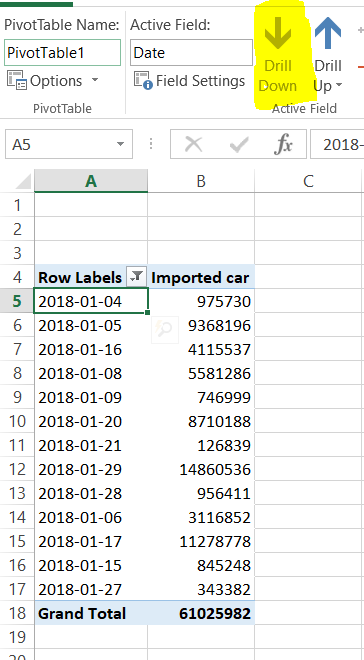 PivotTable Name: Active Field:
PivotTable1 Date Drill Drill
Options Field Settings Down Up
PivotTable Active Field
A5 fx 2018-
A B C
1
2
3
4 Row Labels Imported car
5 2018-01-04 975730
6 2018-01-05 9368196
7 2018-01-16 4115537
8 2018-01-08 5581286
9 2018-01-09 746999
10 2018-01-20 8710188
11 2018-01-21 126839
12 2018-01-29 14860536
13 2018-01-28 956411
14 2018-01-06 3116852
15 2018-01-17 11278778
16 2018-01-15 845248
17 2018-01-27 343382
18 Grand Total 61025982
19
20